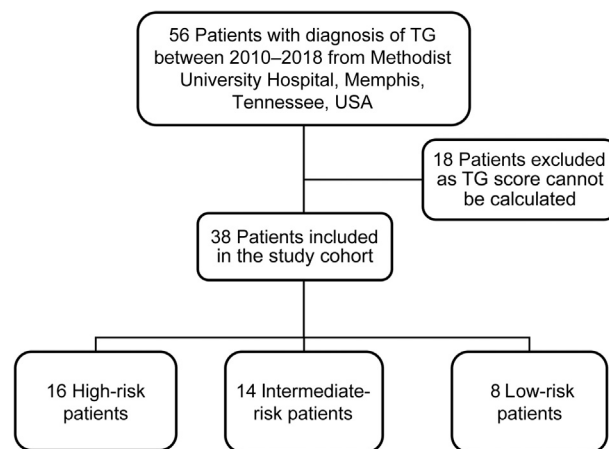 56 Patients with diagnosis of TG
between 2010–2018 from Methodist
University Hospital, Memphis,
Tennessee, USA
18 Patients excluded
as TG score cannot
be calculated
38 Patients included
in the study cohort
16 High-risk
patients
14 Intermediate-
risk patients
8 Low-risk
patients